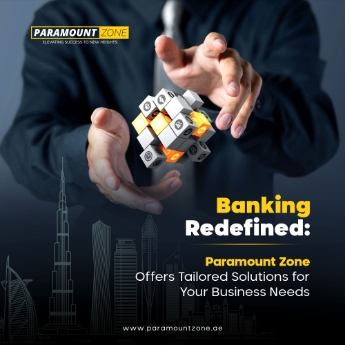 PARAMOUNT ZONE
ELEVATING SUCCESS TO NEW HEIGHTS
Banking
Redefined:
Paramount Zone
Offers Tailored Solutions for
Your Business Needs
www.paramountzone.ae